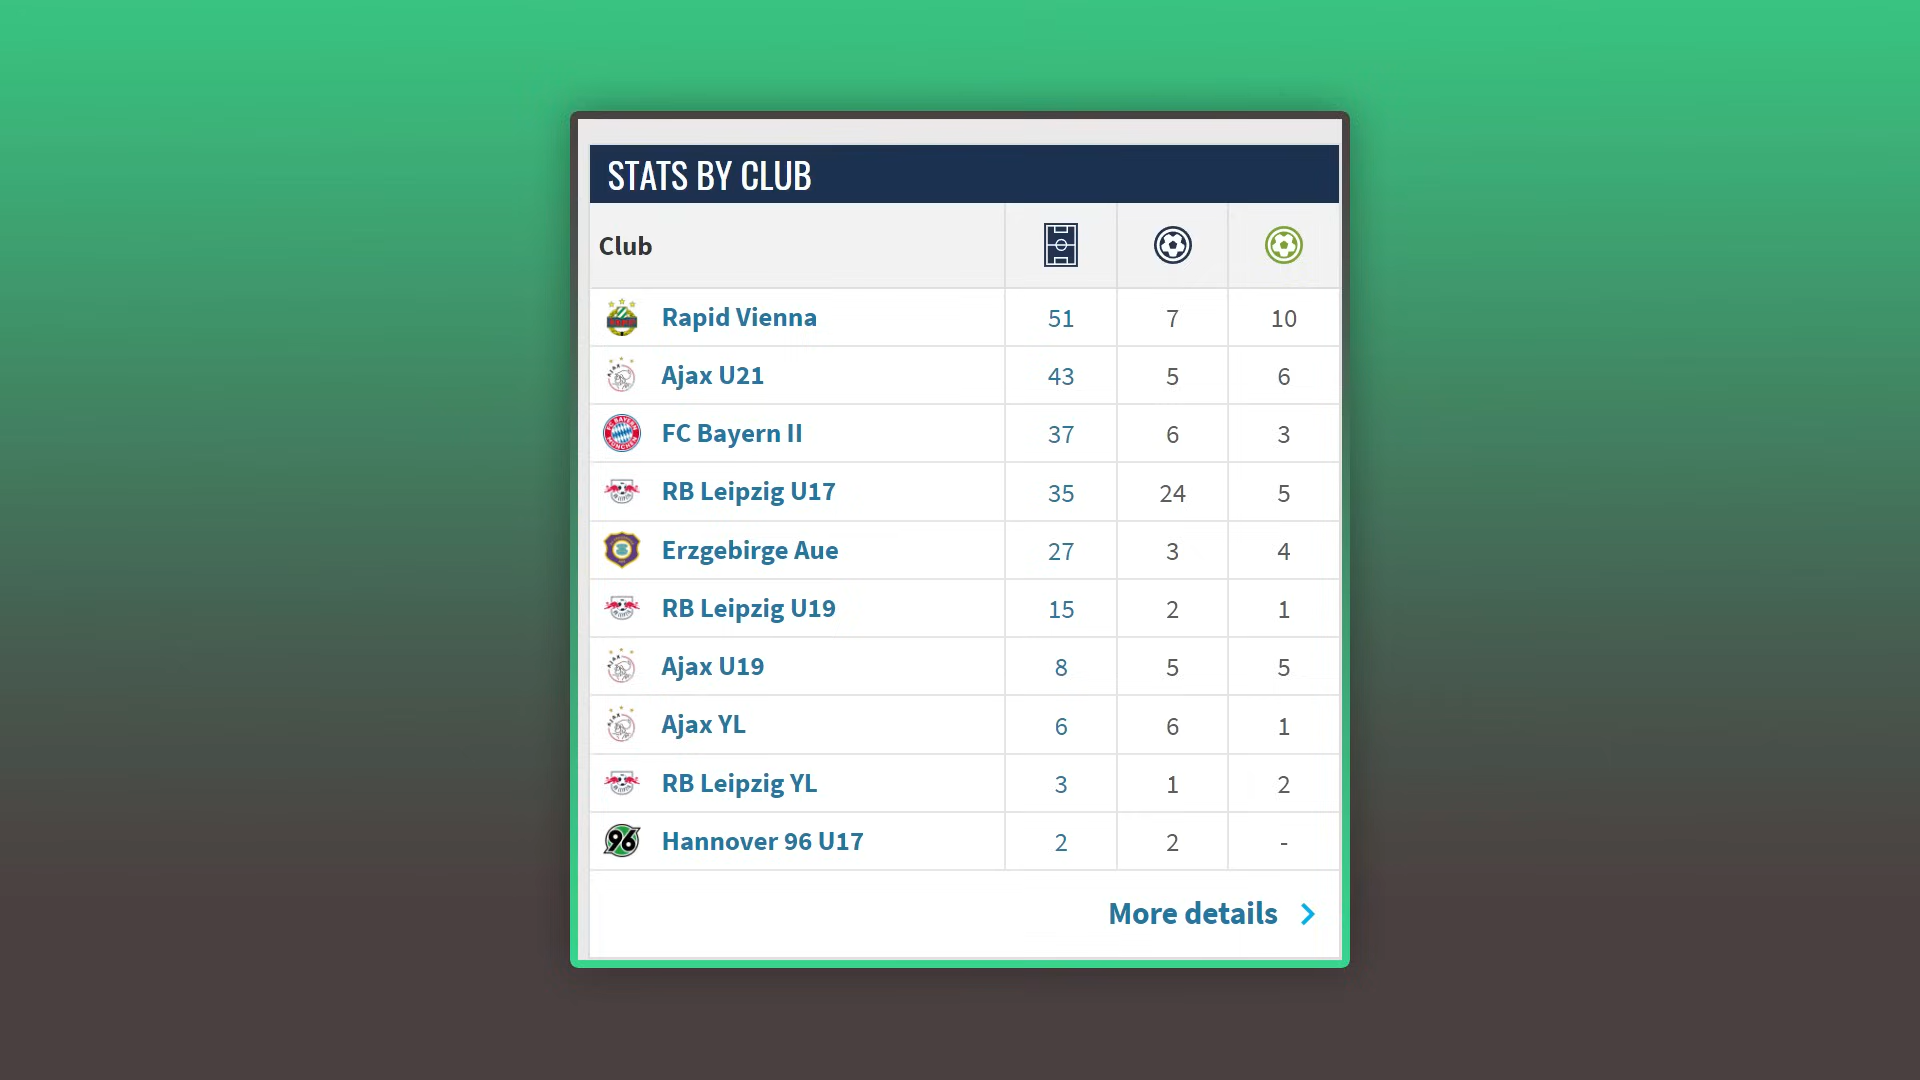 STATS BY CLUB
Club
Rapid Vienna 51 7 10
Ajax U21 43 5 6
FC Bayern II 37 6 3
RB Leipzig U17 35 24 5
Erzgebirge Aue 27 3 4
RB Leipzig U19 15 2 1
Ajax U19 8 5 5
Ajax YL 6 6 1
RB Leipzig YL 3 1 2
96 Hannover 96 U17 2 2 -
More details